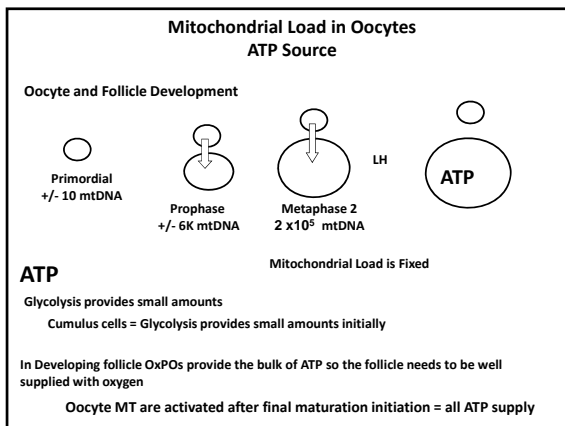 Mitochondrial Load in Oocytes
ATP Source
Oocyte and Follicle Development
LH
ATP
Primordial
+/- 10 mtDNA
Prophase
+/- 6K mtDNA
Metaphase 2
2 x10⁵ mtDNA
Mitochondrial Load is Fixed
ATP
Glycolysis provides small amounts
Cumulus cells = Glycolysis provides small amounts initially
In Developing follicle OxPOs provide the bulk of ATP so the follicle needs to be well
supplied with oxygen
Oocyte MT are activated after final maturation initiation = all ATP supply